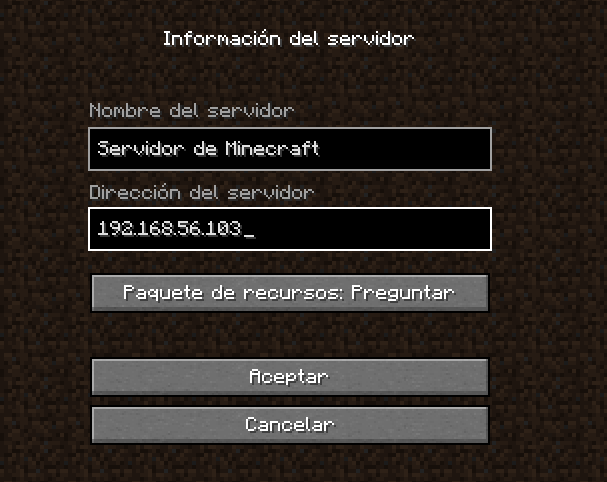 Información del servidor
Nombre del servidor
Servidor de Minecraft
Dirección del servidor
192.168.56.103_
Paquete de recursos: Preguntar
Aceptar
Cancelar